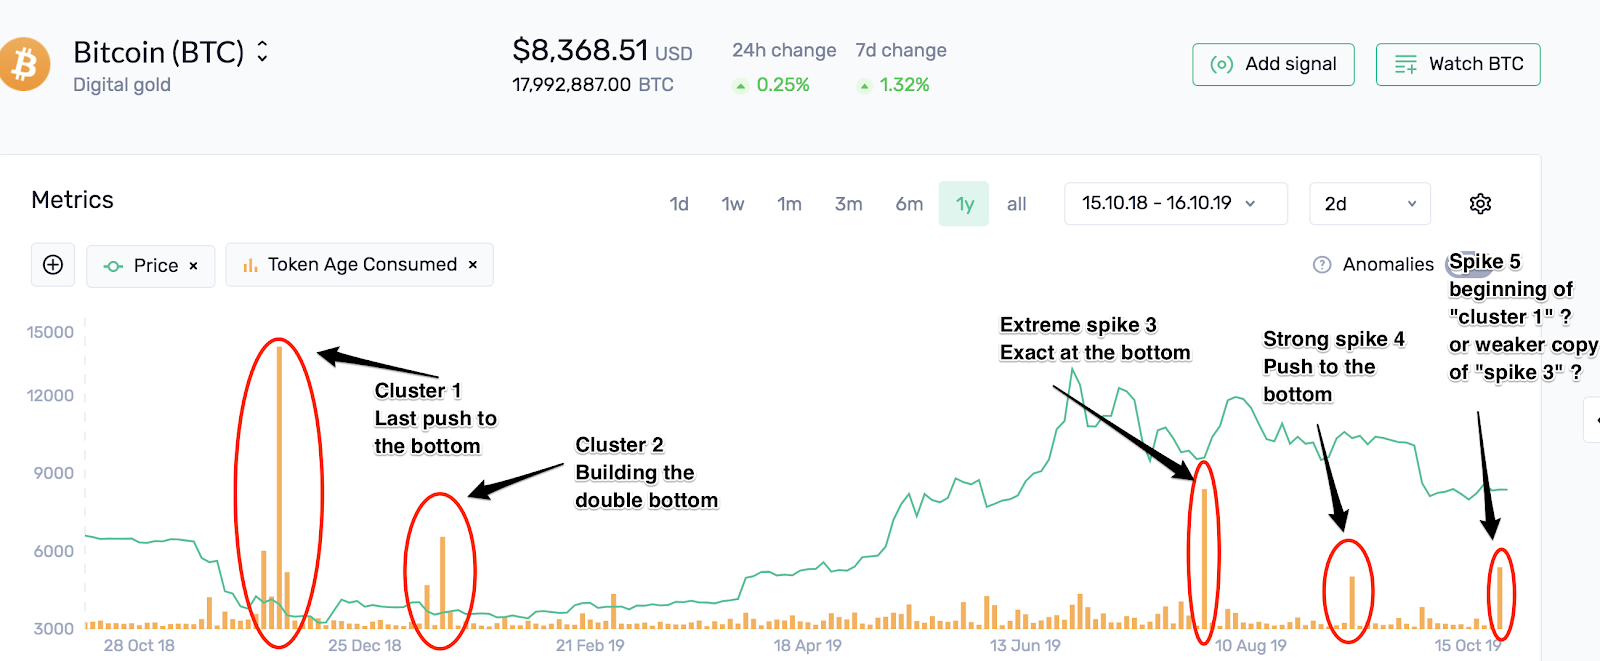 Bitcoin (BTC)
Digital gold
$8,368.51 USD
17,992,887.00 BTC
24h change
0.25%
7d change
1.32%
Add signal
Watch BTC
Metrics
1d 1w 1m 3m 6m 1y all
15.10.18 - 16.10.19
2d
Price ×
Token Age Consumed ×
? Anomalies
Spike 5
beginning of
"cluster 1" ?
or weaker copy
of "spike 3" ?
Extreme spike 3
Exact at the bottom
Strong spike 4
Push to the
bottom
Cluster 1
Last push to
the bottom
Cluster 2
Building the
double bottom
15000
12000
9000
6000
3000
28 Oct 18 25 Dec 18 21 Feb 19 18 Apr 19 13 Jun 19 10 Aug 19 15 Oct 19